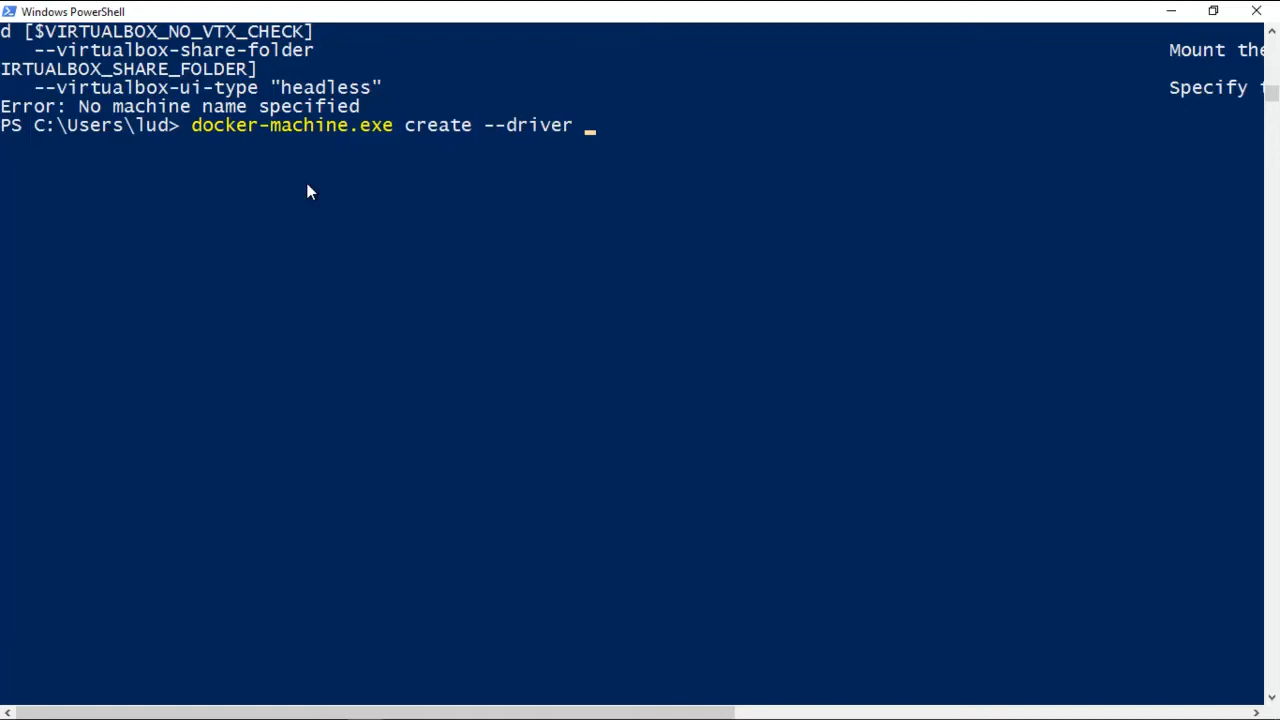 Windows PowerShell
d [$VIRTUALBOX_NO_VTX_CHECK]
--virtualbox-share-folder Mount the
IRTUALBOX_SHARE_FOLDER]
--virtualbox-ui-type "headless" Specify
Error: No machine name specified
PS C:\Users\lud> docker-machine.exe create --driver